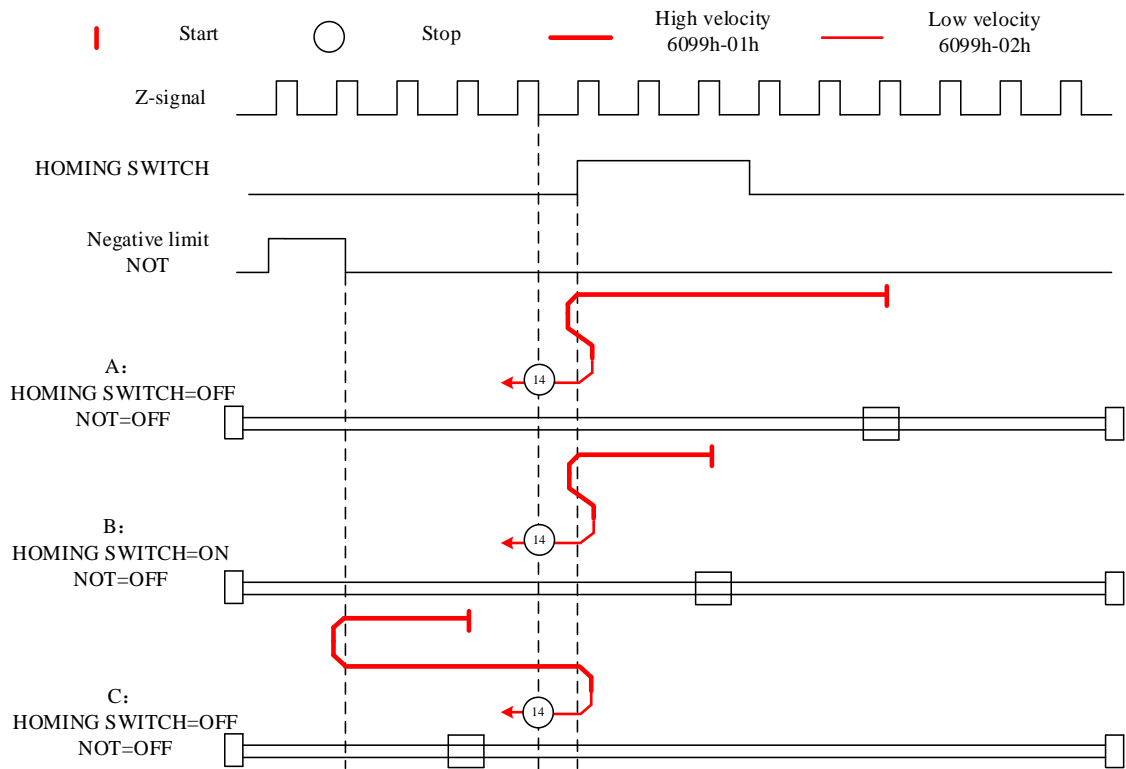 Start
Stop
High velocity
6099h-01h
Low velocity
6099h-02h
Z-signal
HOMING SWITCH
Negative limit
NOT
A:
HOMING SWITCH=OFF
NOT=OFF
14
B:
HOMING SWITCH=ON
NOT=OFF
14
C:
HOMING SWITCH=OFF
NOT=OFF
14